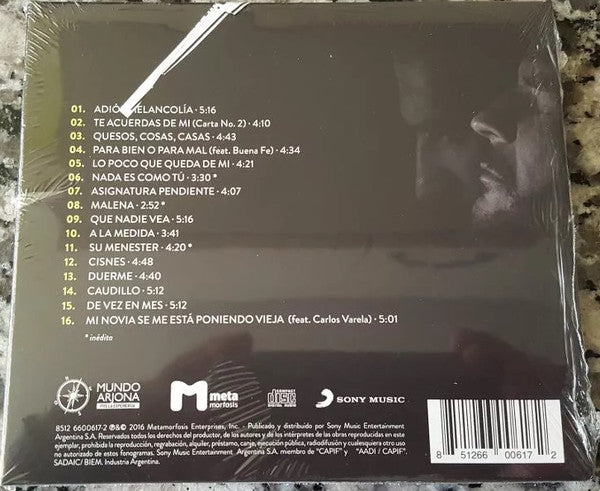 01. ADIÓS MELANCOLÍA · 5:16
02. TE ACUERDAS DE MI (Carta No. 2) · 4:10
03. QUESOS, COSAS, CASAS · 4:43
04. PARA BIEN O PARA MAL (feat. Buena Fe) · 4:34
05. LO POCO QUE QUEDA DE MI · 4:21
06. NADA ES COMO TÚ · 3:30 *
07. ASIGNATURA PENDIENTE · 4:07
08. MALENA · 2:52 *
09. QUE NADIE VEA · 5:16
10. A LA MEDIDA · 3:41
11. SU MENESTER · 4:20 *
12. CISNES · 4:48
13. DUERME · 4:40
14. CAUDILLO · 5:12
15. DE VEZ EN MES · 5:12
16. MI NOVIA SE ME ESTÁ PONIENDO VIEJA (feat. Carlos Varela) · 5:01
* inédita
MUNDO
ARJONA
VIVE LA EXPERIENCIA
meta
morfosis
COMPACT
disc
DIGITAL AUDIO
SONY MUSIC
8512 6600617-2 ℗&© 2016 Metamorfosis Enterprises, Inc. - Publicado y distribuido por Sony Music Entertainment
Argentina S.A. Reservados todos los derechos del productor, de los autores y de los intérpretes de las obras reproducidas en este
ejemplar, prohibida la reproducción, regrabación, alquiler, préstamo, canje, ejecución pública, radiodifusión y cualesquiera otro uso
no autorizado de estos fonogramas. Sony Music Entertainment Argentina S.A. miembro de "CAPIF" y "AADI / CAPIF".
SADAIC/ BIEM, Industria Argentina.
8 51266 00617 2